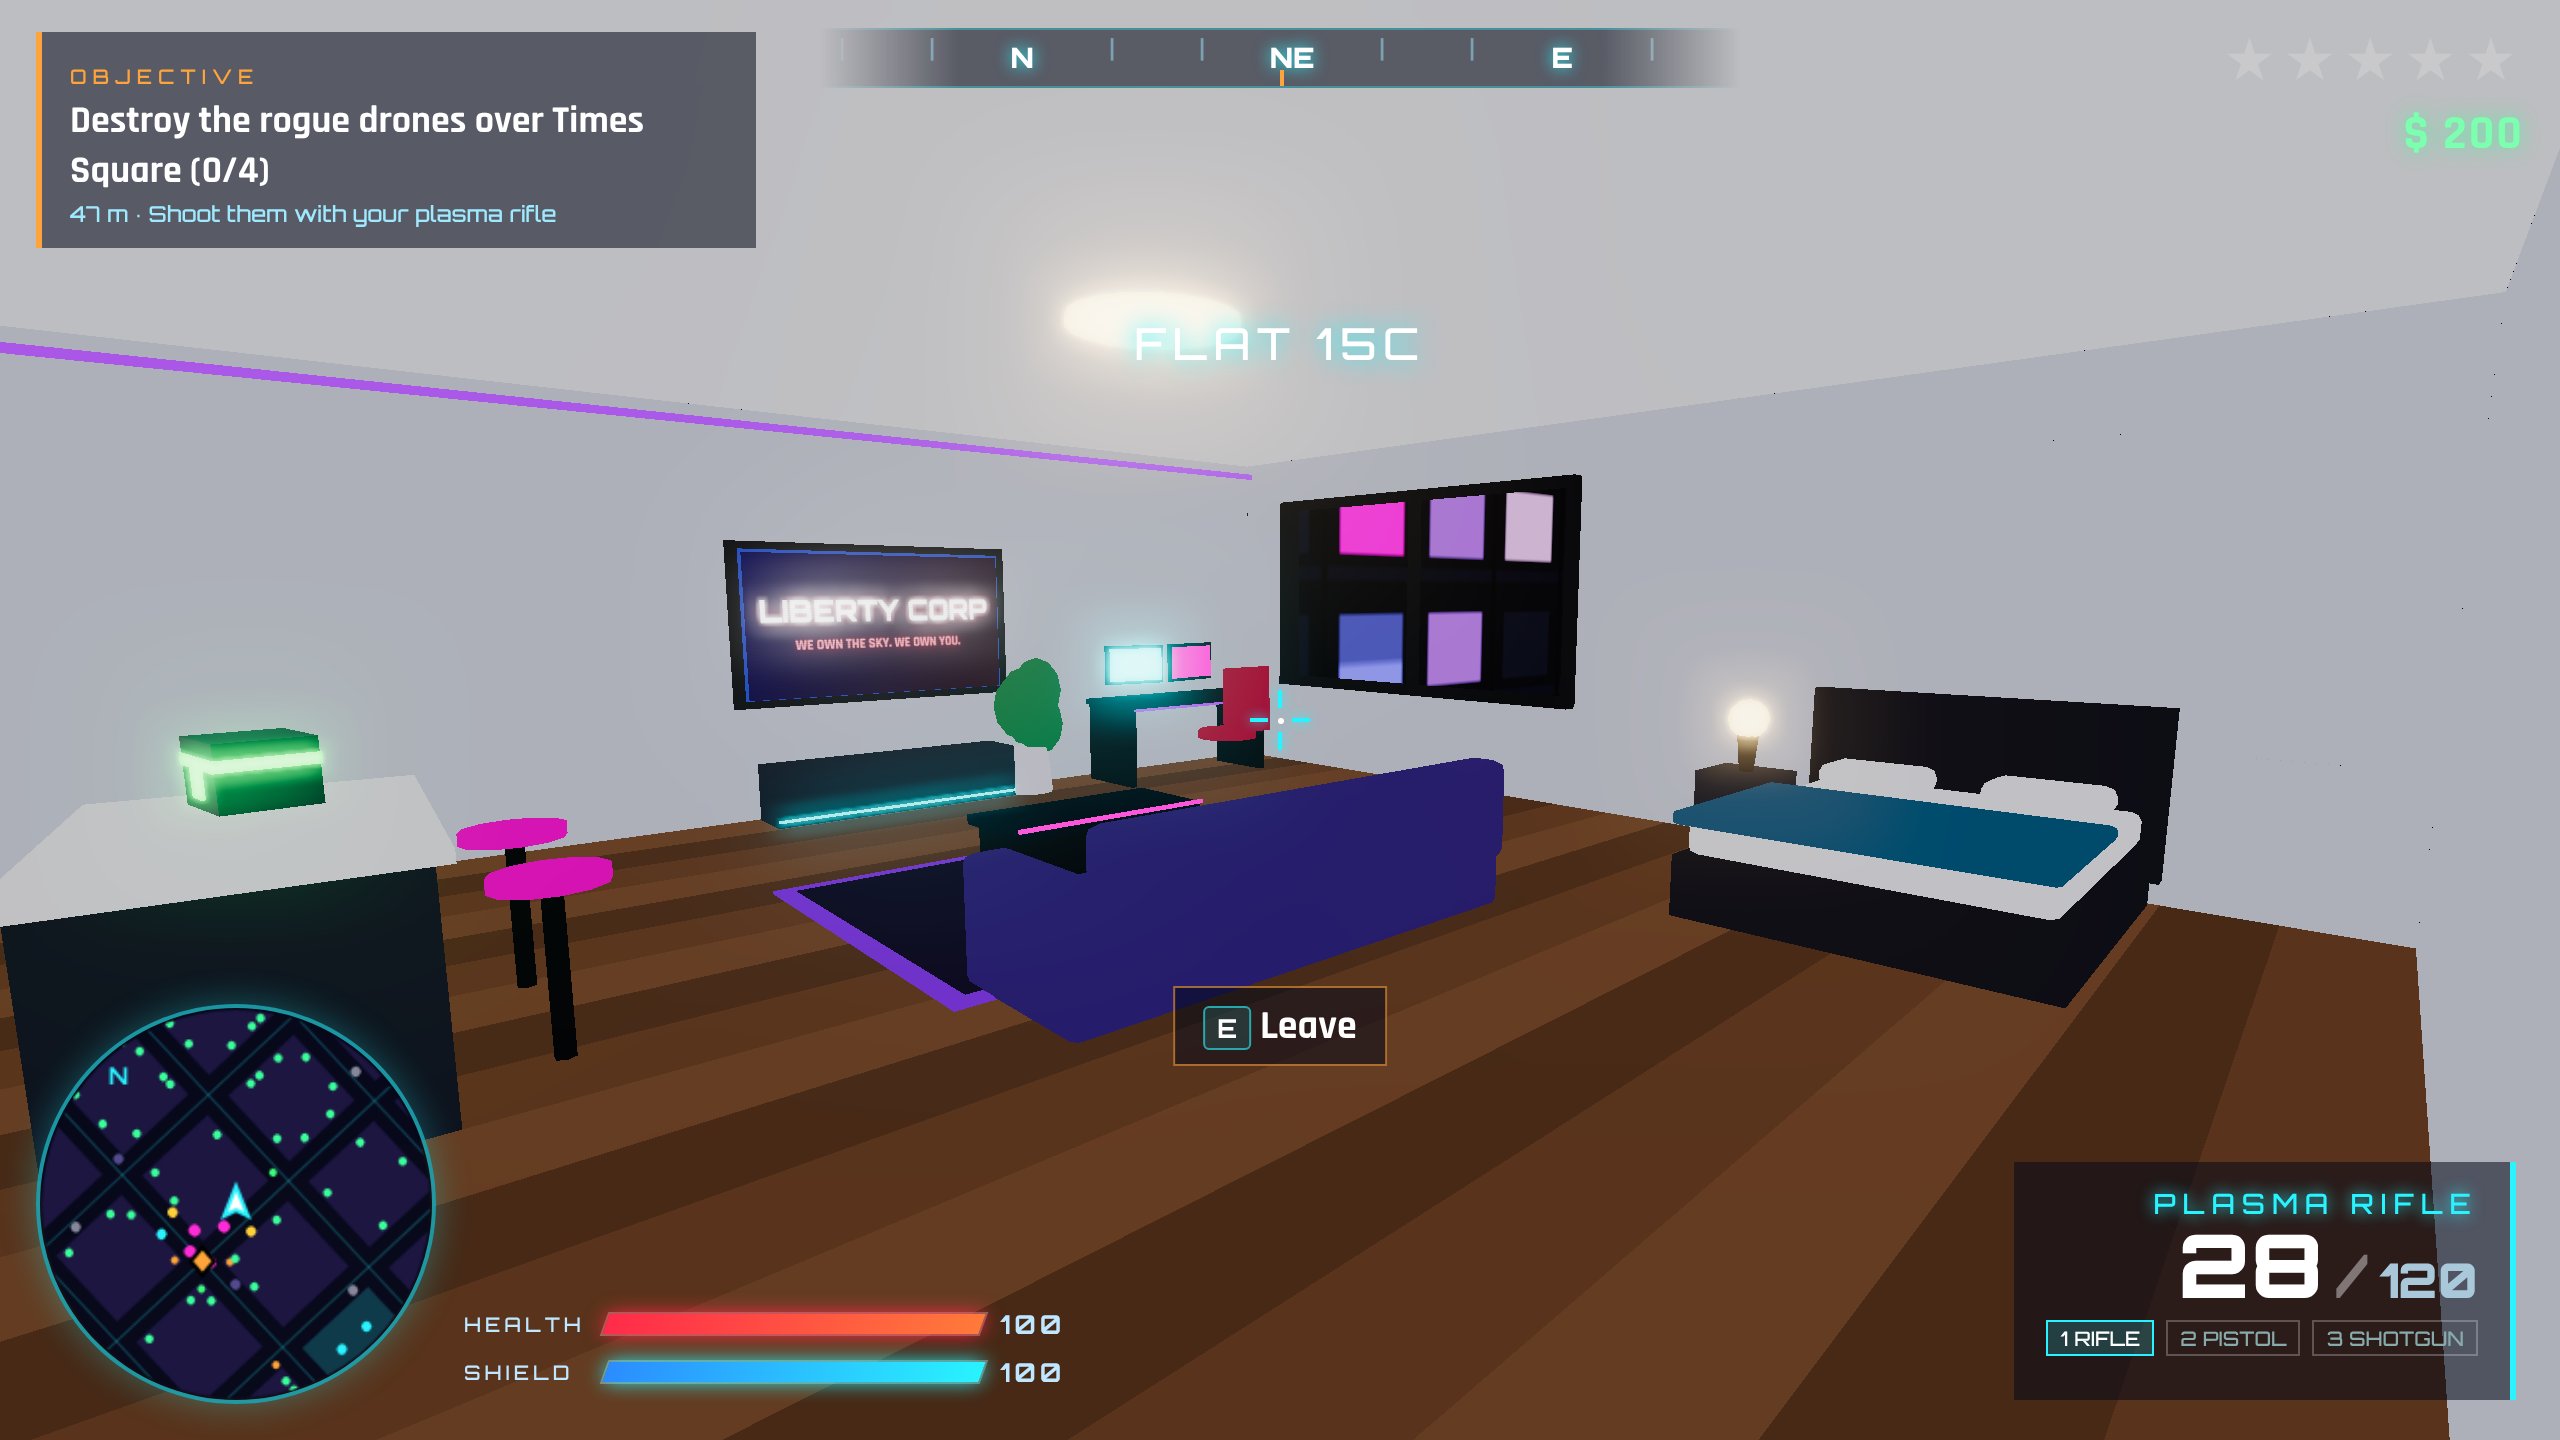 OBJECTIVE
Destroy the rogue drones over Times
Square (0/4)
47 m · Shoot them with your plasma rifle
N
NE
E
$ 200
FLAT 15C
LIBERTY CORP
WE OWN THE SKY. WE OWN YOU.
E Leave
N
HEALTH 100
SHIELD 100
PLASMA RIFLE
28 / 120
1 RIFLE 2 PISTOL 3 SHOTGUN